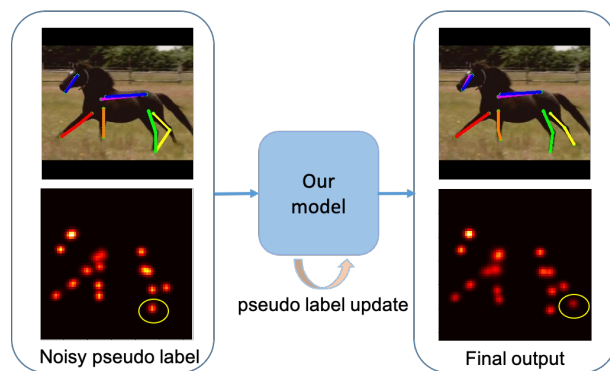 Our
model
pseudo label update
Noisy pseudo label
Final output